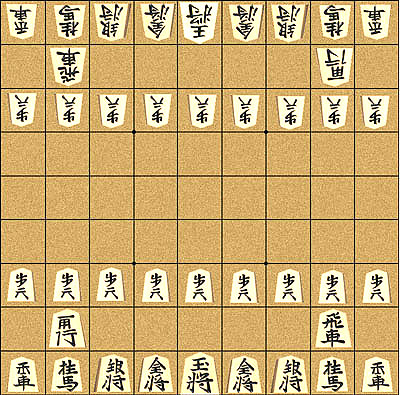 香車 桂馬 銀将 金将 王将 金将 銀将 桂馬 香車
飛車 角行
歩兵 歩兵 歩兵 歩兵 歩兵 歩兵 歩兵 歩兵 歩兵
歩兵 歩兵 歩兵 歩兵 歩兵 歩兵 歩兵 歩兵 歩兵
角行 飛車
香車 桂馬 銀将 金将 玉将 金将 銀将 桂馬 香車